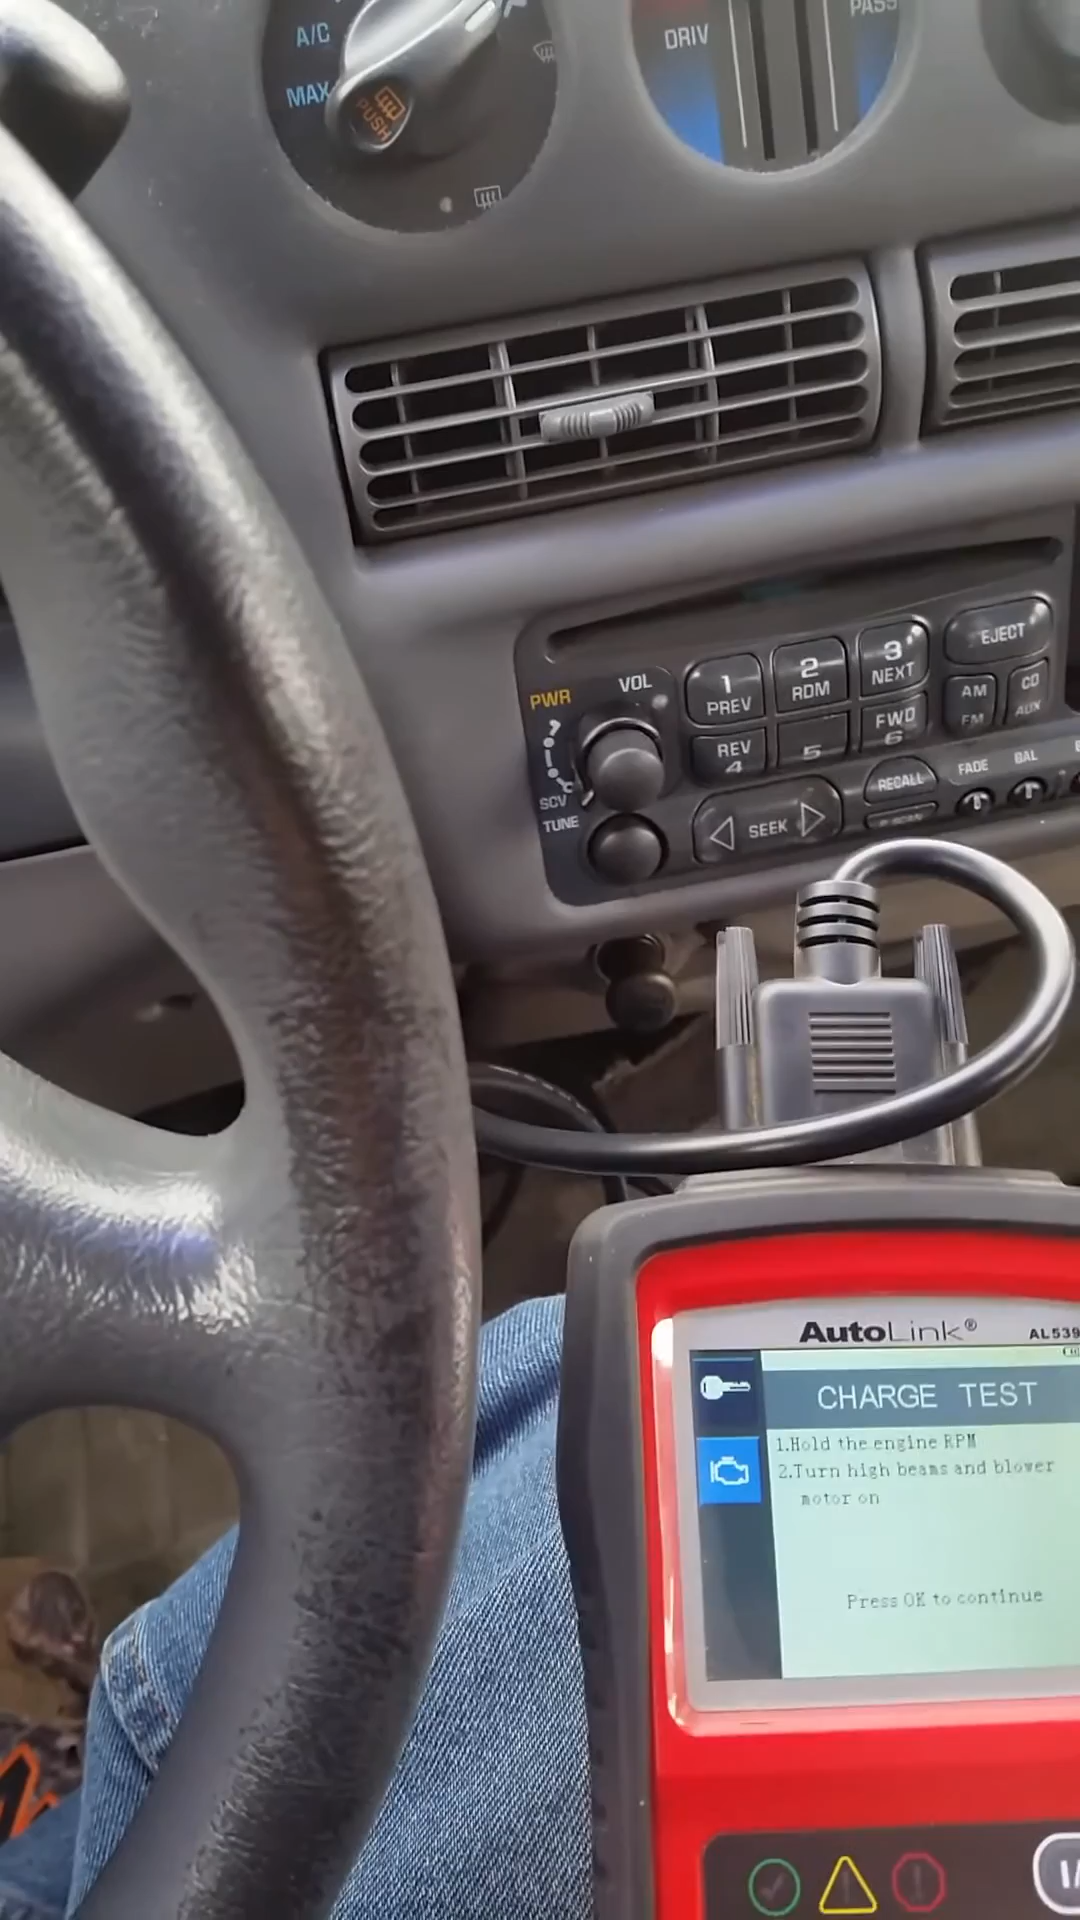 A/C
MAX
PUSH
DRIV
PASS
PWR
VOL
1
PREV
2
RDM
3
NEXT
EJECT
REV
4
5
FWD
6
AM
FM
CD
AUX
SCV
TUNE
SEEK
RECALL
FADE
BAL
AutoLink®
AL539
CHARGE TEST
1.Hold the engine RPM
2.Turn high beams and blower
motor on
Press OK to continue